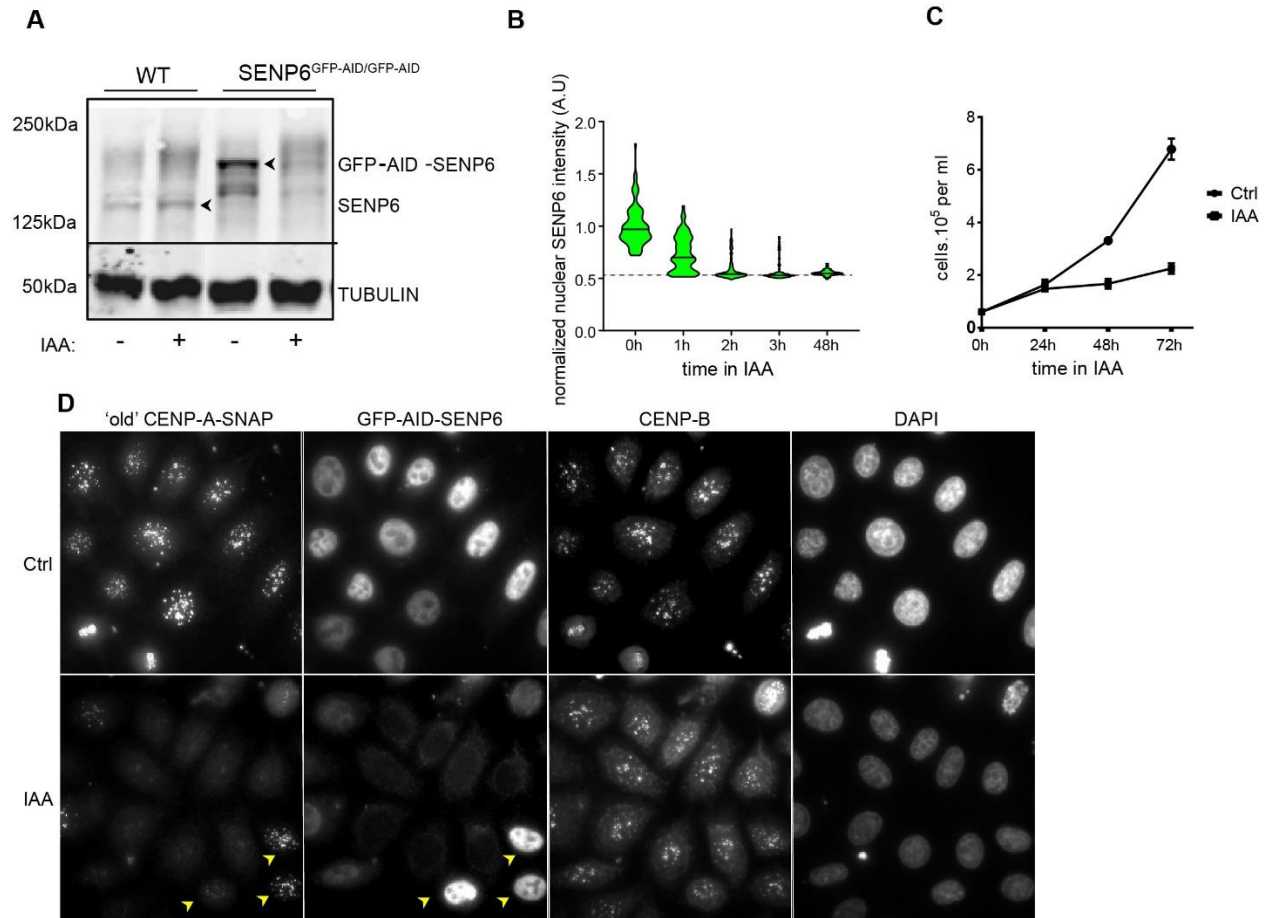 A
WT SENP6GFP-AID/GFP-AID
250kDa
GFP-AID -SENP6
SENP6
125kDa
50kDa
TUBULIN
IAA: - + - +
B
normalized nuclear SENP6 intensity (A.U)
2.0
1.5
1.0
0.5
0.0
0h 1h 2h 3h 48h
time in IAA
C
cells.10⁵ per ml
8
6
4
2
0
0h 24h 48h 72h
time in IAA
Ctrl
IAA
D
'old' CENP-A-SNAP GFP-AID-SENP6 CENP-B DAPI
Ctrl
IAA